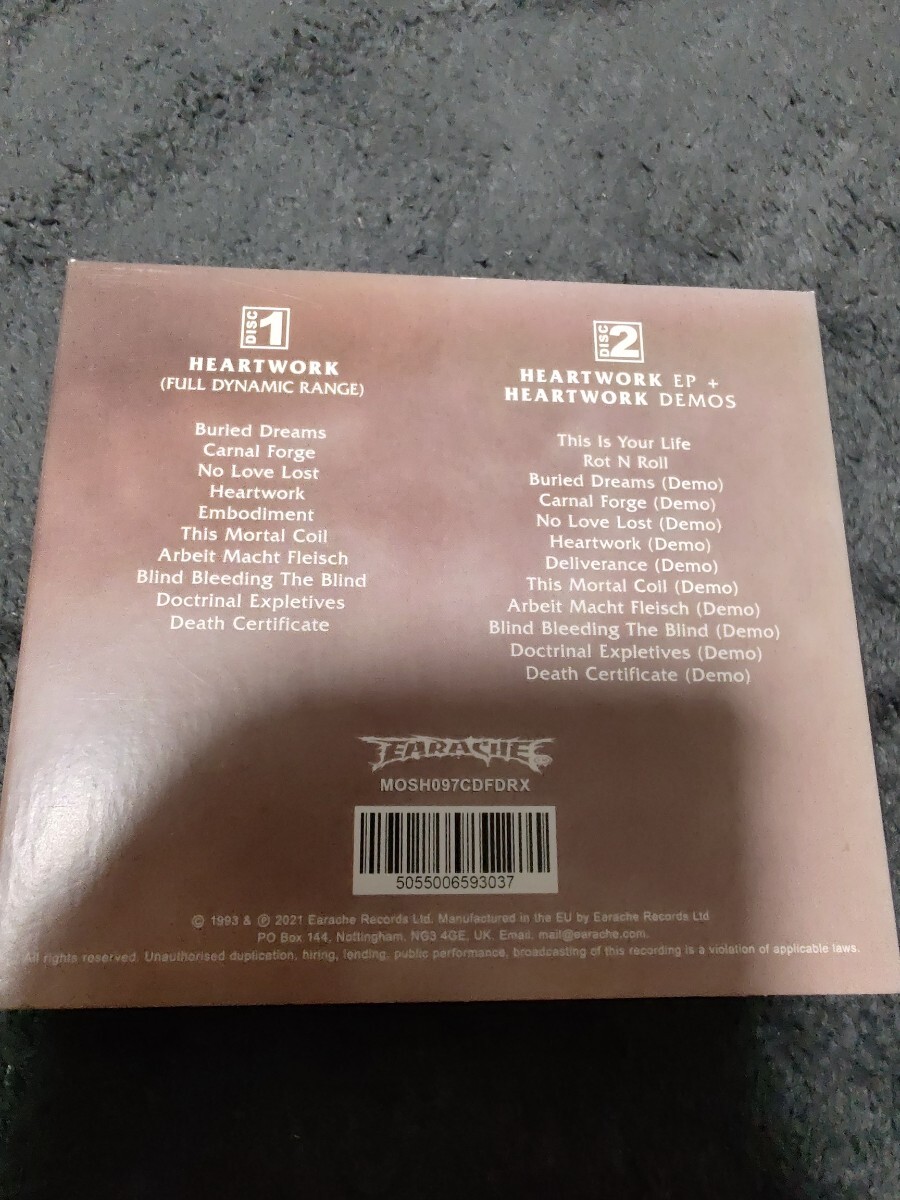 DISC 1
HEARTWORK
(FULL DYNAMIC RANGE)
Buried Dreams
Carnal Forge
No Love Lost
Heartwork
Embodiment
This Mortal Coil
Arbeit Macht Fleisch
Blind Bleeding The Blind
Doctrinal Expletives
Death Certificate
DISC 2
HEARTWORK EP +
HEARTWORK DEMOS
This Is Your Life
Rot N Roll
Buried Dreams (Demo)
Carnal Forge (Demo)
No Love Lost (Demo)
Heartwork (Demo)
Deliverance (Demo)
This Mortal Coil (Demo)
Arbeit Macht Fleisch (Demo)
Blind Bleeding The Blind (Demo)
Doctrinal Expletives (Demo)
Death Certificate (Demo)
EARACHE
MOSH097CDFDRX
5055006593037
© 1993 & ℗ 2021 Earache Records Ltd. Manufactured in the EU by Earache Records Ltd
PO Box 144, Nottingham, NG3 4GE, UK. Email. mail@earache.com.
All rights reserved. Unauthorised duplication, hiring, lending, public performance, broadcasting of this recording is a violation of applicable laws.